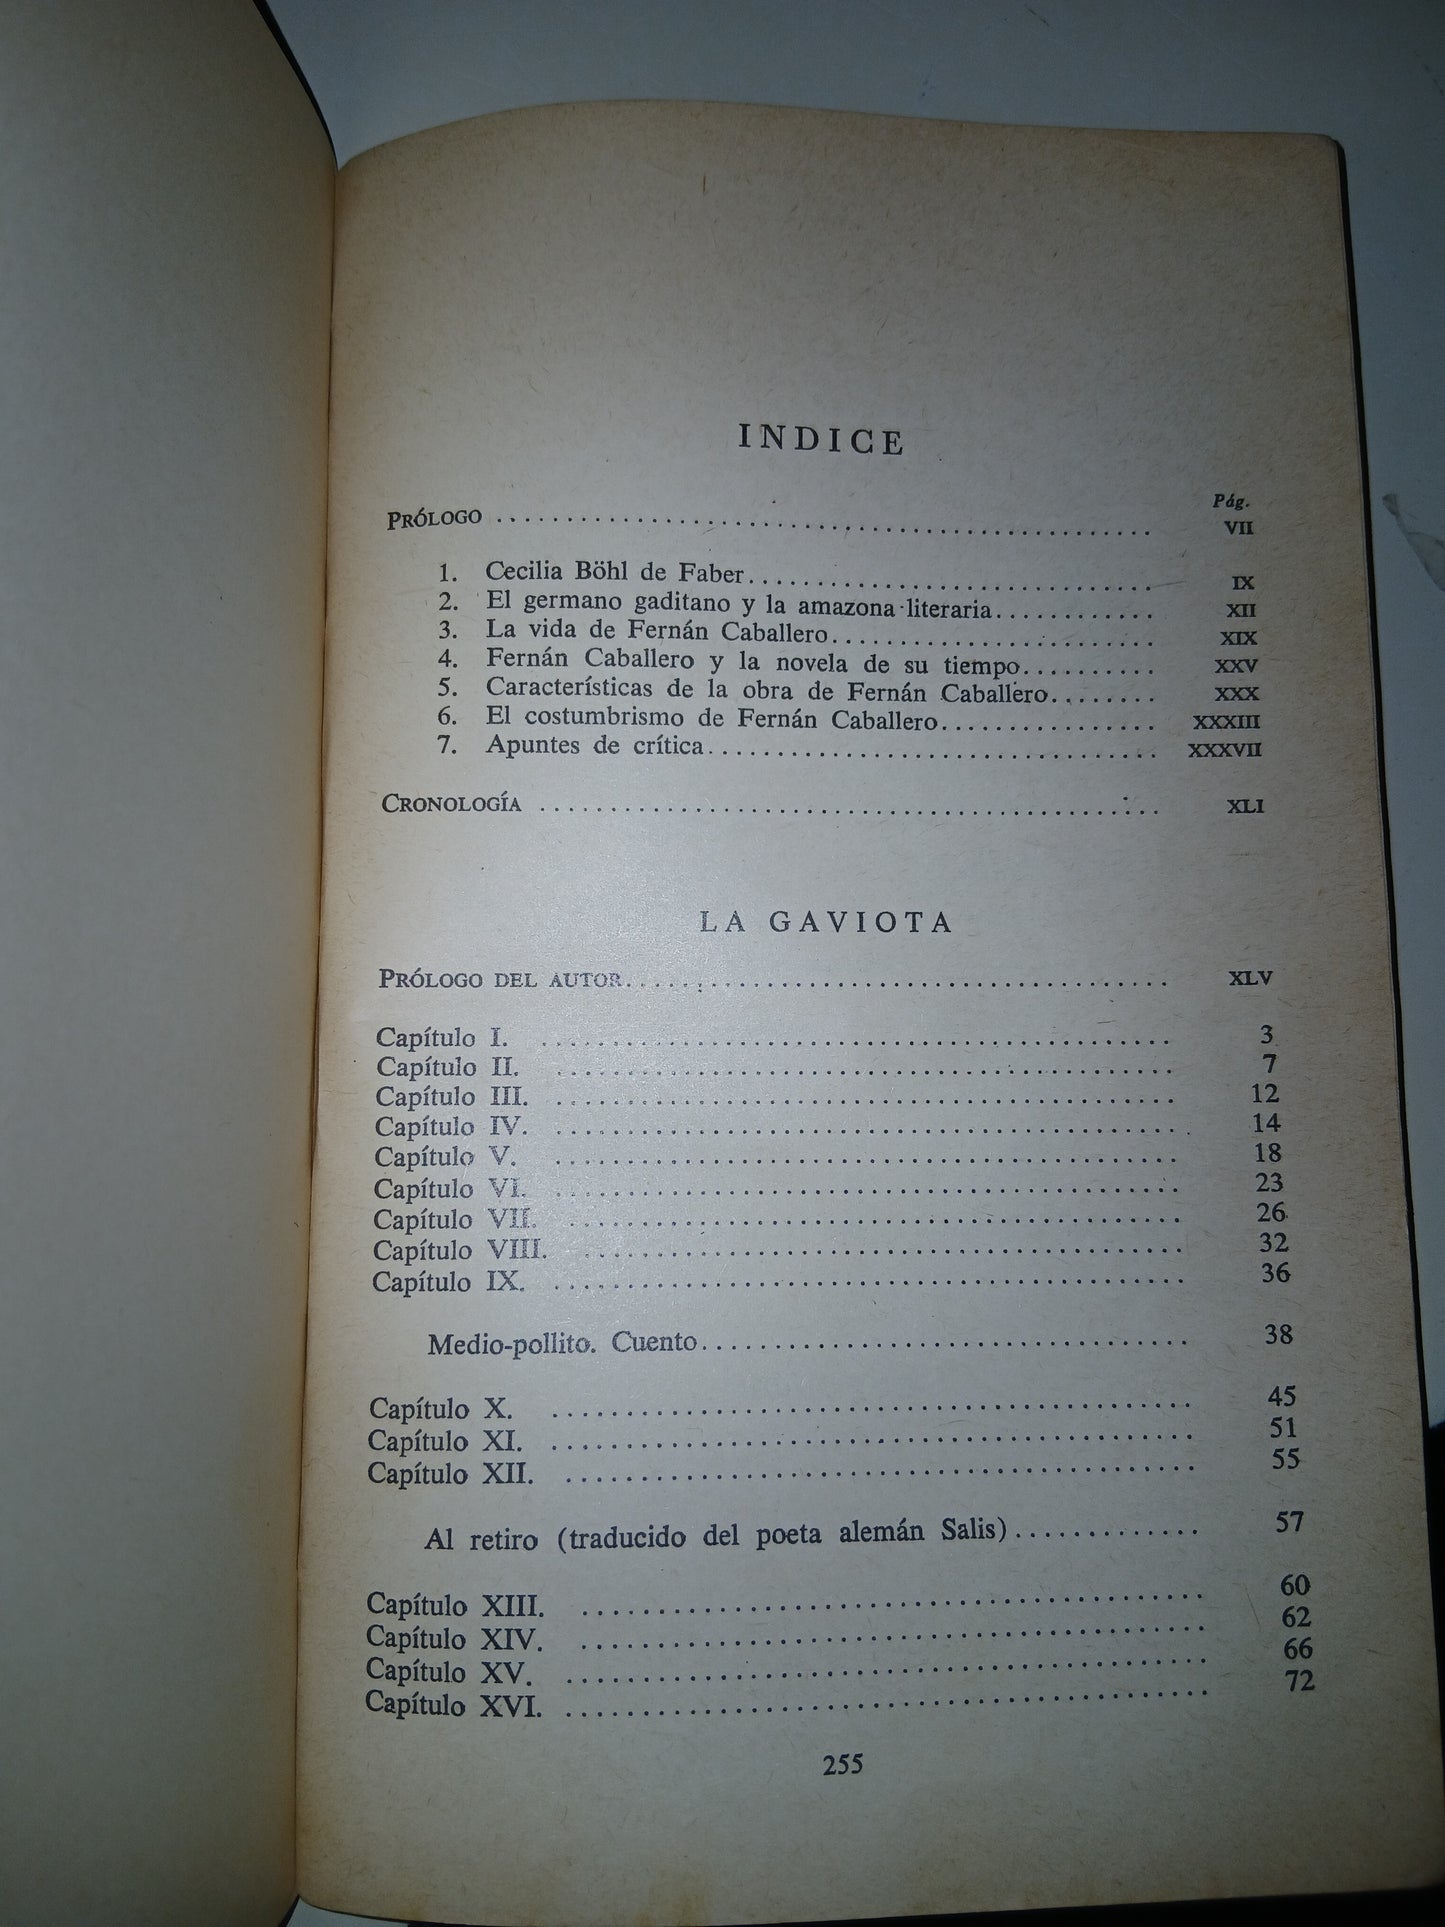 INDICE
Pág.
PRÓLOGO ........................................ VII
1. Cecilia Böhl de Faber............................. IX
2. El germano gaditano y la amazona literaria............ XII
3. La vida de Fernán Caballero....................... XIX
4. Fernán Caballero y la novela de su tiempo.......... XXV
5. Características de la obra de Fernán Caballero........ XXX
6. El costumbrismo de Fernán Caballero................ XXXIII
7. Apuntes de crítica................................ XXXVII
CRONOLOGÍA ........................................ XLI
LA GAVIOTA
PRÓLOGO DEL AUTOR..................................... XLV
Capítulo I. ........................................ 3
Capítulo II. ........................................ 7
Capítulo III. ........................................ 12
Capítulo IV. ........................................ 14
Capítulo V. ........................................ 18
Capítulo VI. ........................................ 23
Capítulo VII. ........................................ 26
Capítulo VIII. ........................................ 32
Capítulo IX. ........................................ 36
Medio-pollito. Cuento.................................. 38
Capítulo X. ........................................ 45
Capítulo XI. ........................................ 51
Capítulo XII. ........................................ 55
Al retiro (traducido del poeta alemán Salis)............. 57
Capítulo XIII. ........................................ 60
Capítulo XIV. ........................................ 62
Capítulo XV. ........................................ 66
Capítulo XVI. ........................................ 72
255